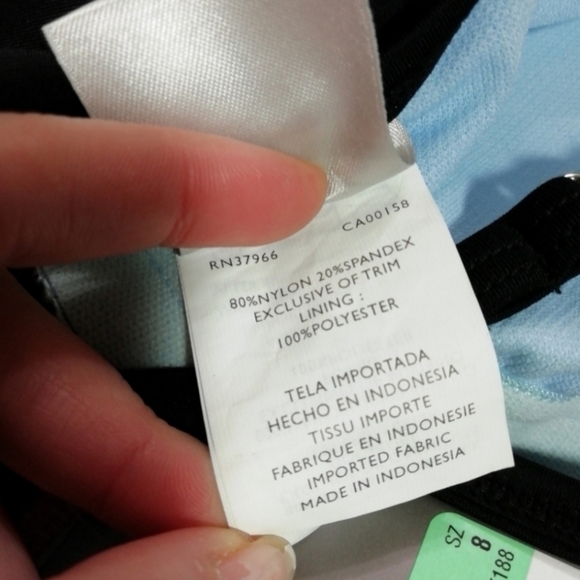 RN37966 CA00158
80%NYLON 20%SPANDEX
EXCLUSIVE OF TRIM
LINING :
100%POLYESTER
TELA IMPORTADA
HECHO EN INDONESIA
TISSU IMPORTE
FABRIQUE EN INDONESIE
IMPORTED FABRIC
MADE IN INDONESIA
SZ 8
188